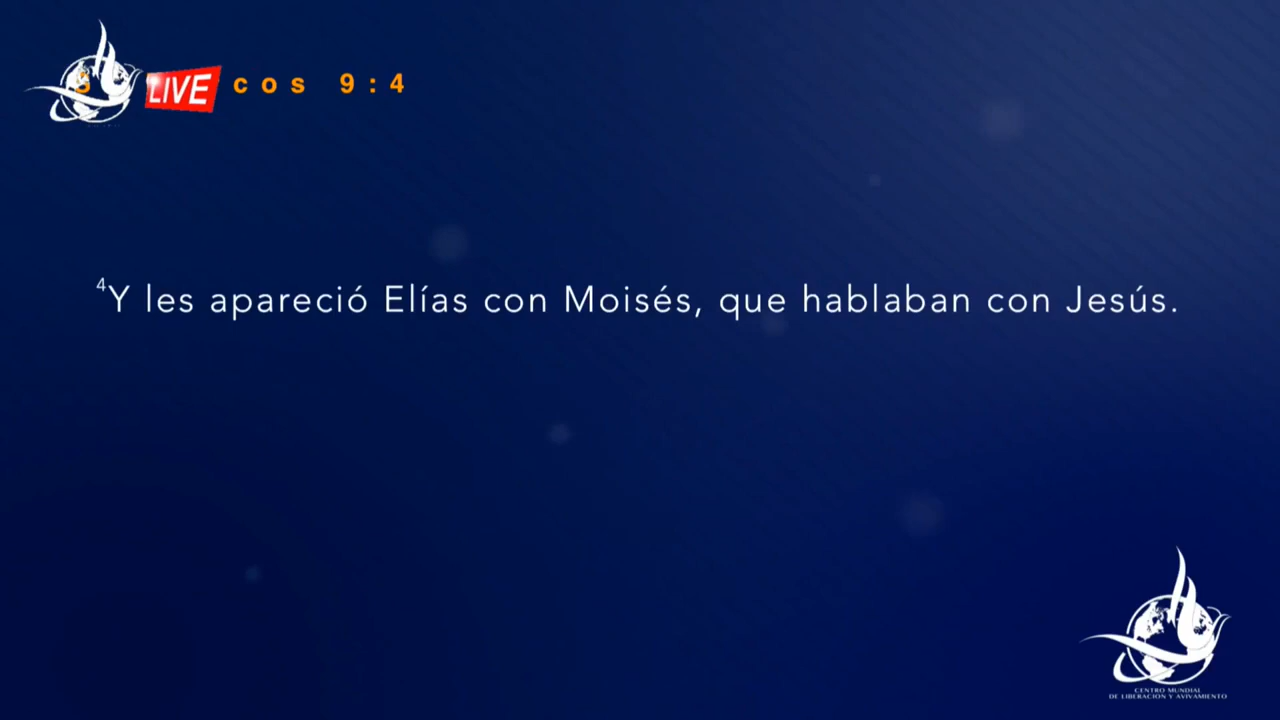 LIVE
cos 9:4
⁴Y les apareció Elías con Moisés, que hablaban con Jesús.
CENTRO MUNDIAL
DE LIBERACIÓN Y AVIVAMIENTO